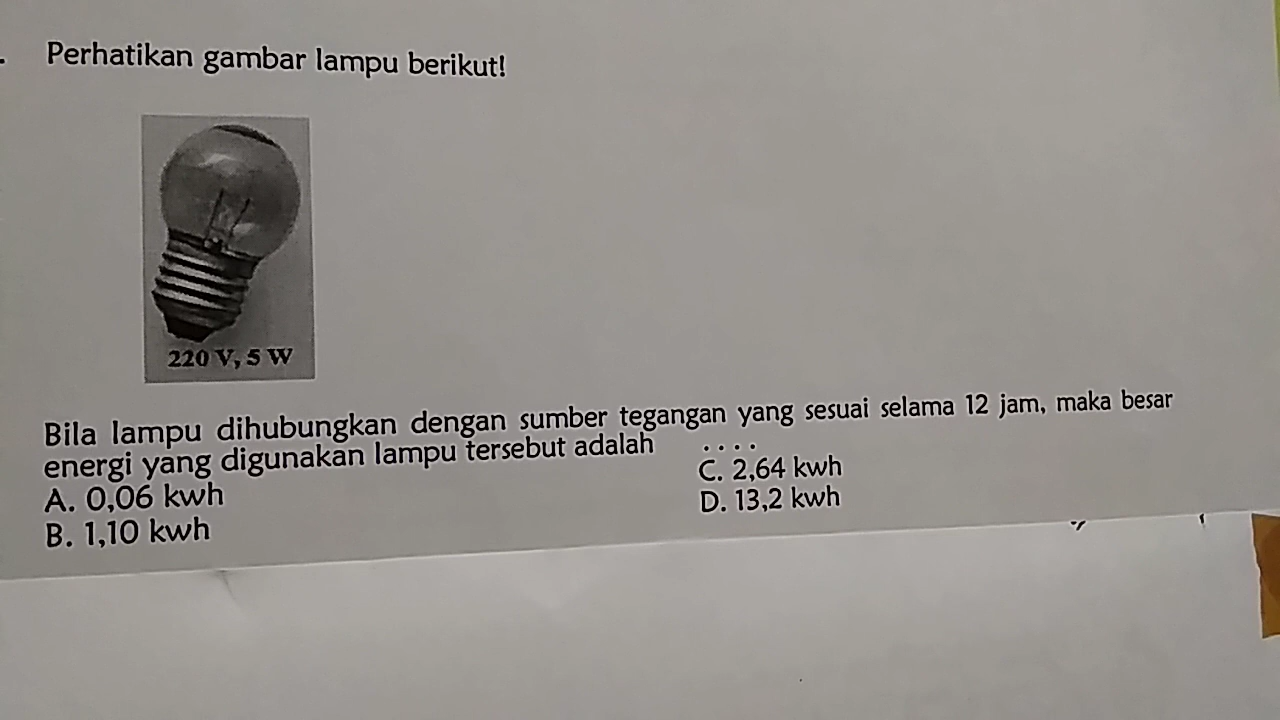 Perhatikan gambar lampu berikut!
220 V, 5 W
Bila lampu dihubungkan dengan sumber tegangan yang sesuai selama 12 jam, maka besar
energi yang digunakan lampu tersebut adalah ....
A. 0,06 kwh
B. 1,10 kwh
C. 2,64 kwh
D. 13,2 kwh